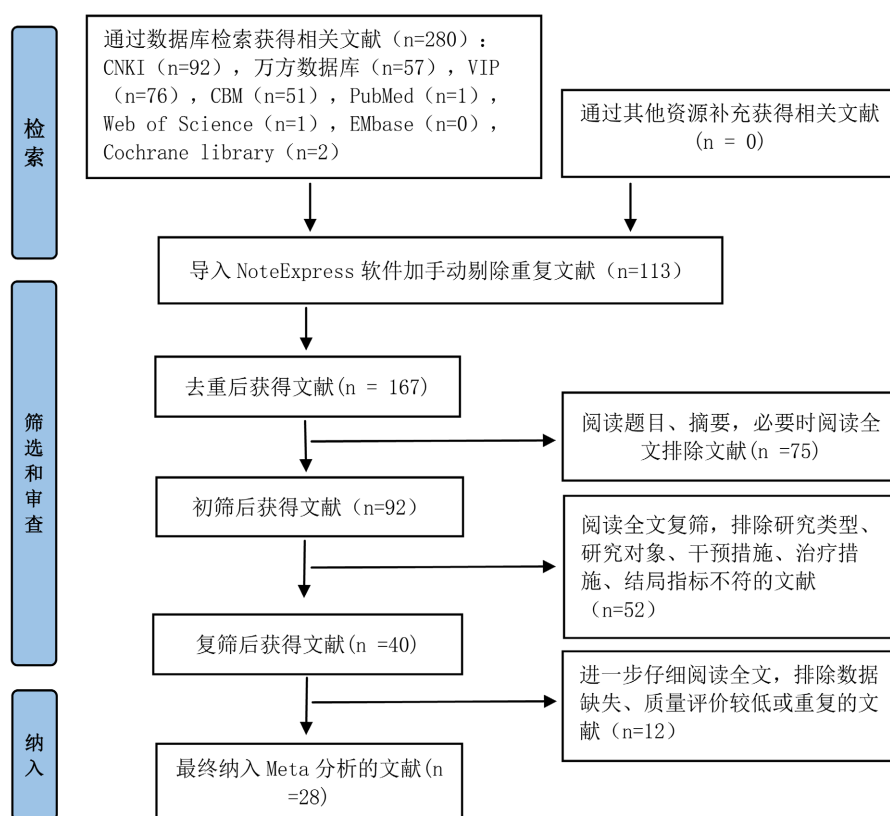 检
索
通过数据库检索获得相关文献（n=280）：
CNKI（n=92），万方数据库（n=57），VIP
（n=76），CBM（n=51），PubMed（n=1），
Web of Science（n=1），EMbase（n=0），
Cochrane library（n=2）
通过其他资源补充获得相关文献
(n = 0)
导入 NoteExpress 软件加手动剔除重复文献（n=113）
筛
选
和
审
查
去重后获得文献(n = 167)
阅读题目、摘要，必要时阅读全
文排除文献(n =75)
初筛后获得文献（n=92）
阅读全文复筛，排除研究类型、
研究对象、干预措施、治疗措
施、结局指标不符的文献
（n=52）
复筛后获得文献(n =40)
进一步仔细阅读全文，排除数据
缺失、质量评价较低或重复的文
献（n=12）
纳
入
最终纳入 Meta 分析的文献(n
=28)